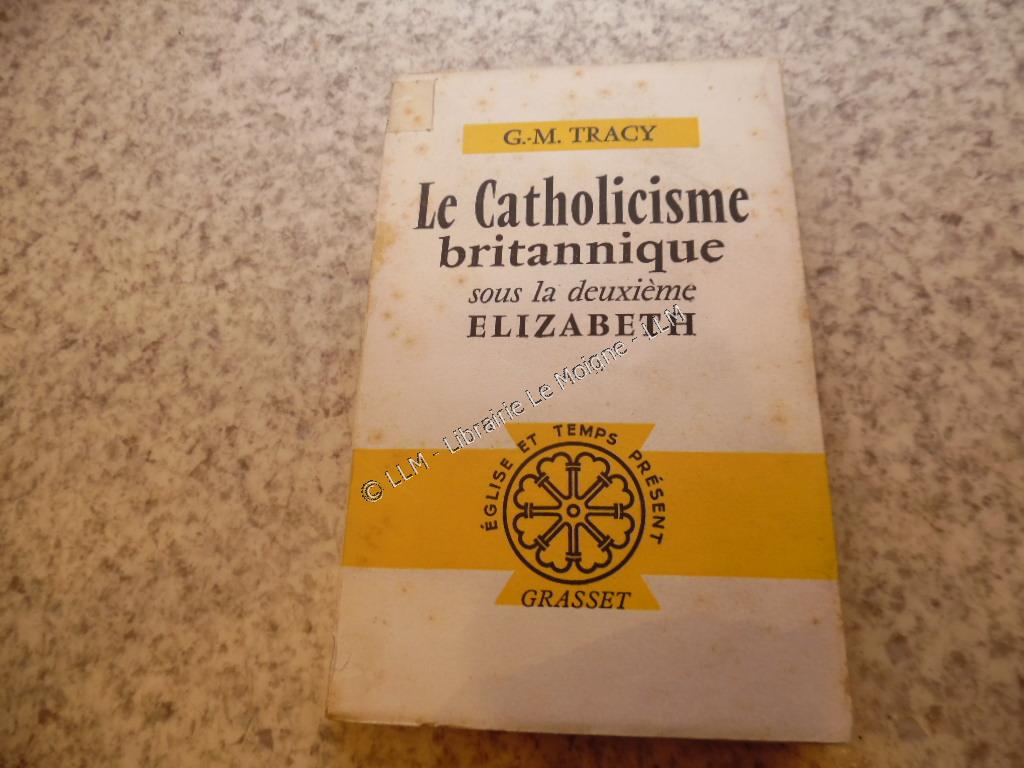 G.-M. TRACY
Le Catholicisme
britannique
sous la deuxième
ELIZABETH
© LLM - Librairie Le Moigne - LLM
ÉGLISE ET TEMPS PRÉSENT
GRASSET